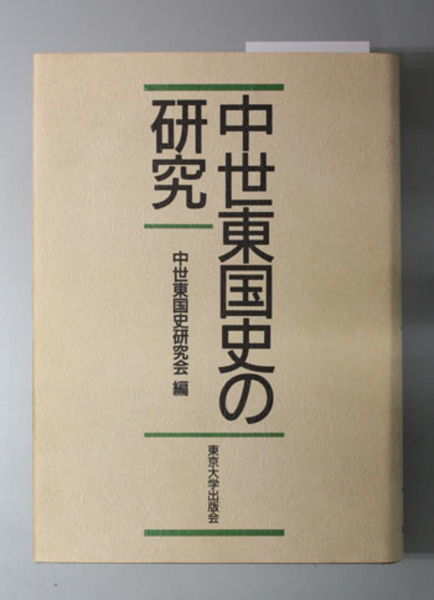 中世東国史の
研究
中世東国史研究会 編
東京大学出版会